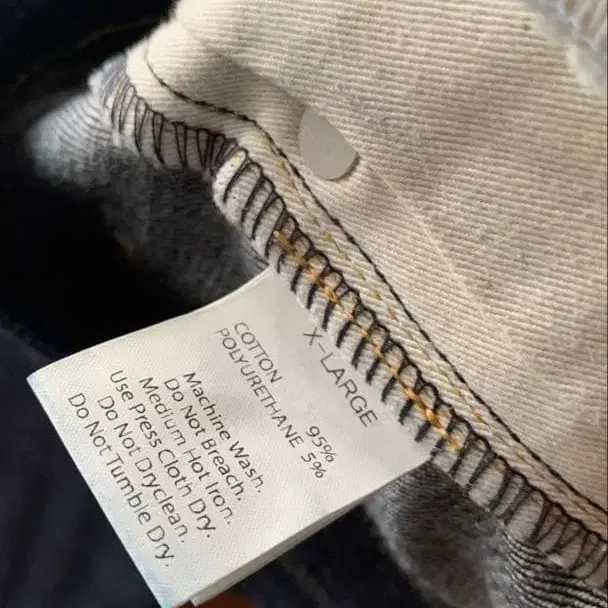 X-LARGE
COTTON 95%
POLYURETHANE 5%
Machine Wash.
Do Not Breach.
Medium Hot Iron.
Use Press Cloth Dry.
Do Not Dryclean.
Do Not Tumble Dry.